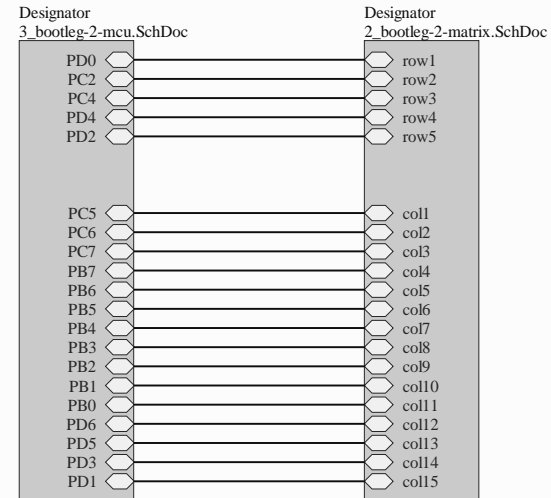 Designator
3_bootleg-2-mcu.SchDoc
PD0
PC2
PC4
PD4
PD2
PC5
PC6
PC7
PB7
PB6
PB5
PB4
PB3
PB2
PB1
PB0
PD6
PD5
PD3
PD1
Designator
2_bootleg-2-matrix.SchDoc
row1
row2
row3
row4
row5
col1
col2
col3
col4
col5
col6
col7
col8
col9
col10
col11
col12
col13
col14
col15